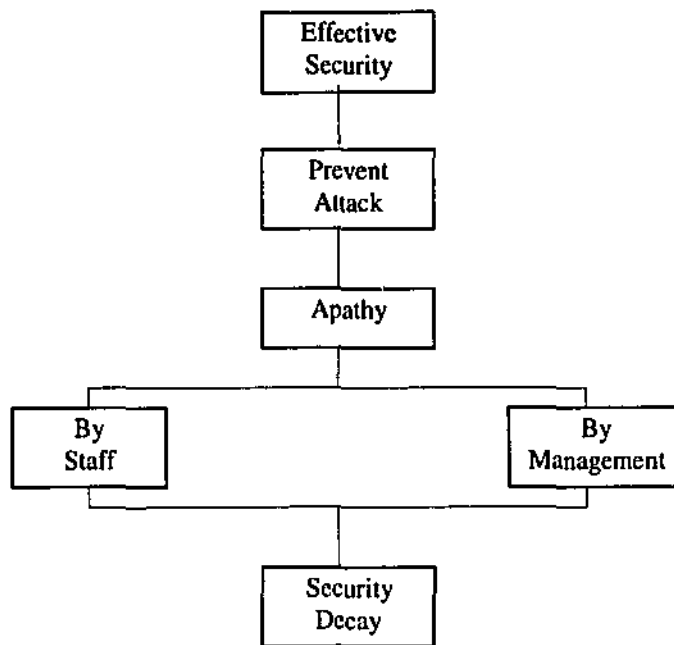 Effective
Security
Prevent
Attack
Apathy
By
Staff
By
Management
Security
Decay